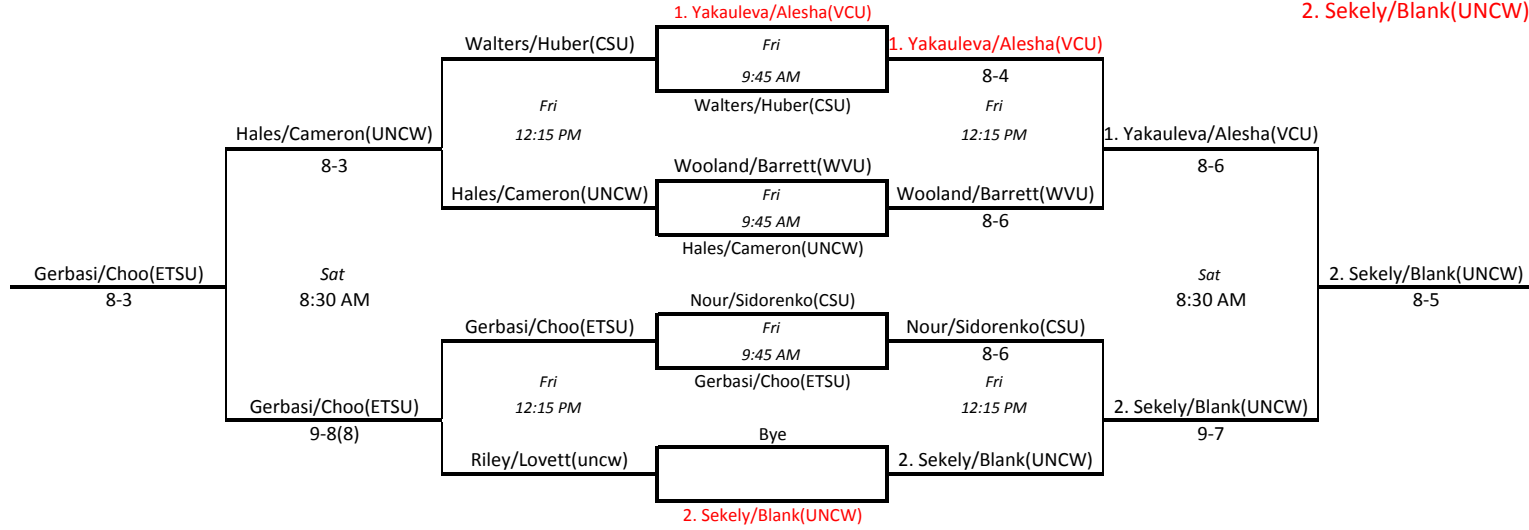 2. Sekely/Blank(UNCW)
1. Yakauleva/Alesha(VCU)
Walters/Huber(CSU)
Fri
1. Yakauleva/Alesha(VCU)
9:45 AM
8-4
Fri
Walters/Huber(CSU)
Fri
Hales/Cameron(UNCW)
12:15 PM
12:15 PM
1. Yakauleva/Alesha(VCU)
8-3
Wooland/Barrett(WVU)
8-6
Hales/Cameron(UNCW)
Fri
Wooland/Barrett(WVU)
9:45 AM
8-6
Hales/Cameron(UNCW)
Gerbasi/Choo(ETSU)
Sat
Sat
2. Sekely/Blank(UNCW)
8-3
8:30 AM
Nour/Sidorenko(CSU)
8:30 AM
8-5
Gerbasi/Choo(ETSU)
Fri
Nour/Sidorenko(CSU)
9:45 AM
8-6
Fri
Gerbasi/Choo(ETSU)
Fri
Gerbasi/Choo(ETSU)
12:15 PM
12:15 PM
2. Sekely/Blank(UNCW)
9-8(8)
Bye
9-7
Riley/Lovett(uncw)
2. Sekely/Blank(UNCW)
2. Sekely/Blank(UNCW)